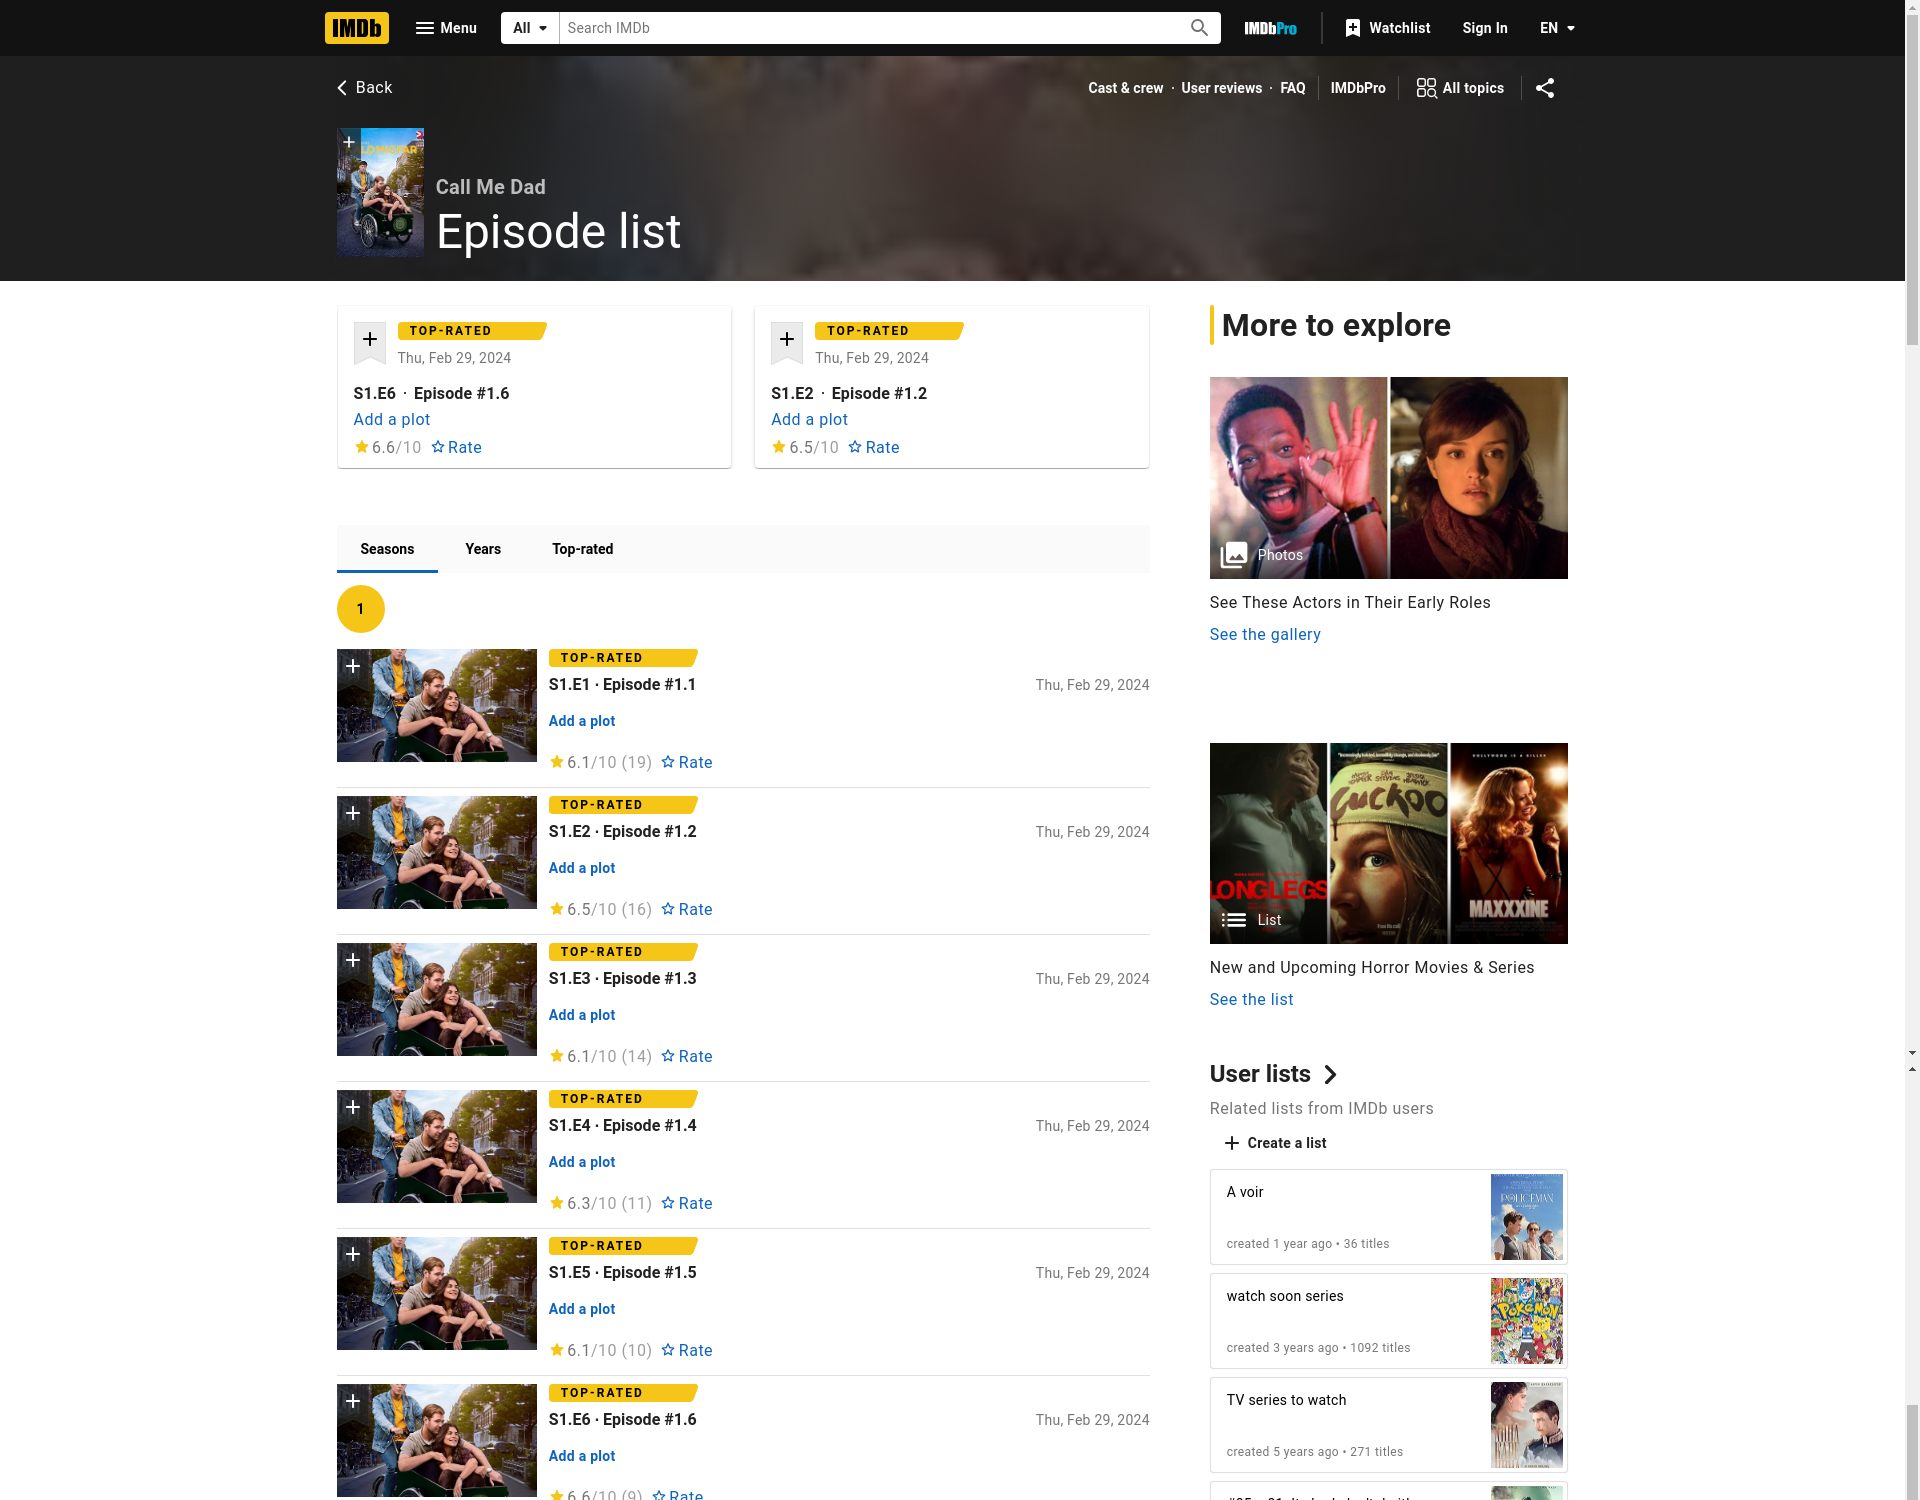 IMDb
Menu
All
Search IMDb
IMDbPro
Watchlist
Sign In
EN
Back
Cast & crew · User reviews · FAQ
IMDbPro
All topics
Call Me Dad
Episode list
TOP-RATED
Thu, Feb 29, 2024
S1.E6 · Episode #1.6
Add a plot
6.6/10 Rate
TOP-RATED
Thu, Feb 29, 2024
S1.E2 · Episode #1.2
Add a plot
6.5/10 Rate
Seasons
Years
Top-rated
1
TOP-RATED
S1.E1 · Episode #1.1
Thu, Feb 29, 2024
Add a plot
6.1/10 (19) Rate
TOP-RATED
S1.E2 · Episode #1.2
Thu, Feb 29, 2024
Add a plot
6.5/10 (16) Rate
TOP-RATED
S1.E3 · Episode #1.3
Thu, Feb 29, 2024
Add a plot
6.1/10 (14) Rate
TOP-RATED
S1.E4 · Episode #1.4
Thu, Feb 29, 2024
Add a plot
6.3/10 (11) Rate
TOP-RATED
S1.E5 · Episode #1.5
Thu, Feb 29, 2024
Add a plot
6.1/10 (10) Rate
TOP-RATED
S1.E6 · Episode #1.6
Thu, Feb 29, 2024
Add a plot
6.6/10 (9) Rate
More to explore
Photos
See These Actors in Their Early Roles
See the gallery
LONGLEGS
CUCKOO
HOLLYWOOD IS A KILLER
MAXXXINE
List
New and Upcoming Horror Movies & Series
See the list
User lists
Related lists from IMDb users
Create a list
A voir
created 1 year ago • 36 titles
POLICEMAN
watch soon series
created 3 years ago • 1092 titles
POKÉMON
TV series to watch
created 5 years ago • 271 titles